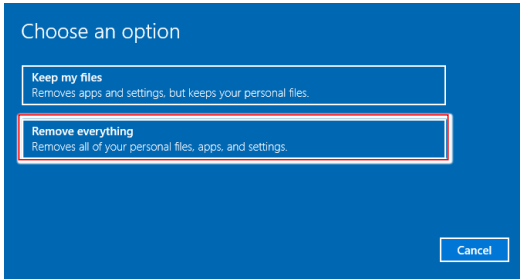 Choose an option
Keep my files
Removes apps and settings, but keeps your personal files.
Remove everything
Removes all of your personal files, apps, and settings.
Cancel